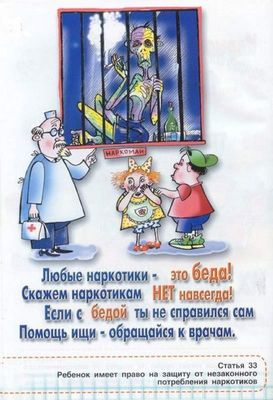 НАРКОМАН
Любые наркотики - это беда!
Скажем наркотикам НЕТ навсегда!
Если с бедой ты не справился сам
Помощь ищи - обращайся к врачам.
Статья 33
Ребенок имеет право на защиту от незаконного
потребления наркотиков